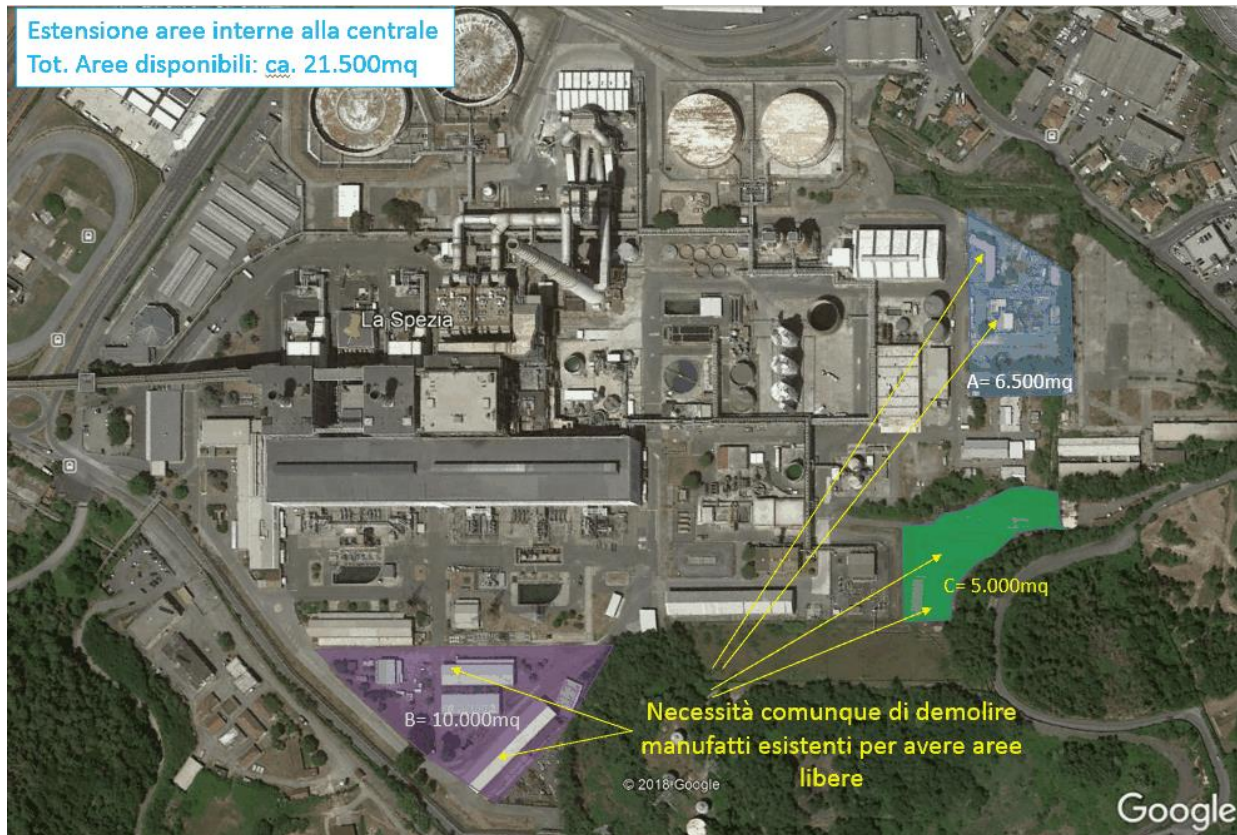 Estensione aree interne alla centrale
Tot. Aree disponibili: ca. 21.500mq
La Spezia
A= 6.500mq
C= 5.000mq
B= 10.000mq
Necessità comunque di demolire
manufatti esistenti per avere aree
libere
© 2018 Google
Google